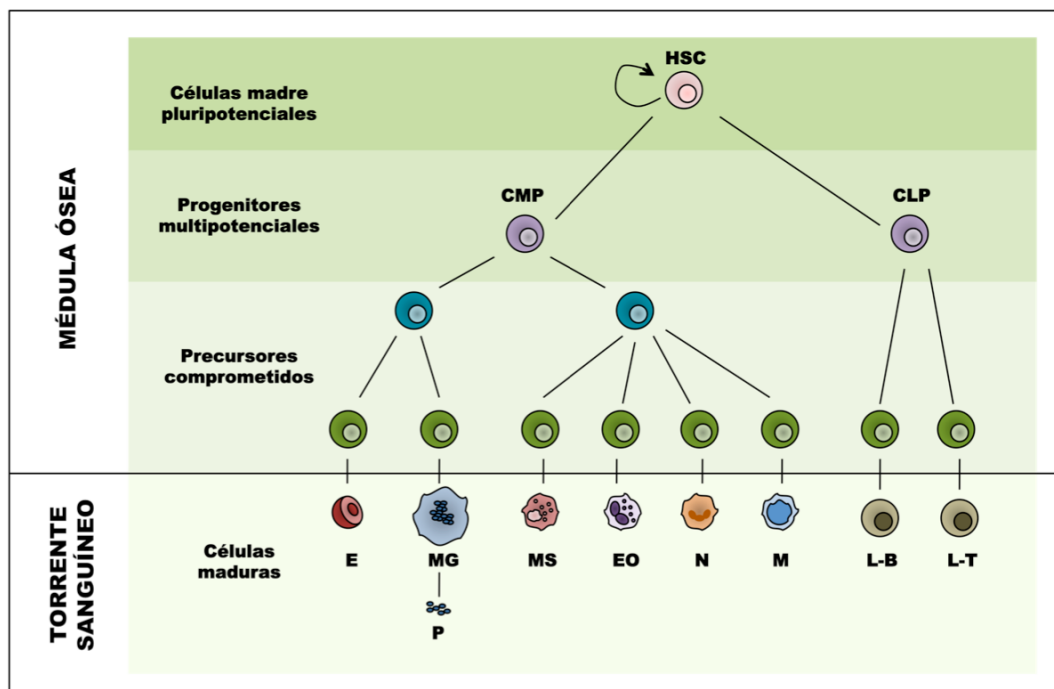 MÉDULA ÓSEA
Células madre
pluripotenciales
HSC
Progenitores
multipotenciales
CMP
CLP
Precursores
comprometidos
TORRENTE
SANGUÍNEO
Células
maduras
E
MG
MS
EO
N
M
L-B
L-T
P